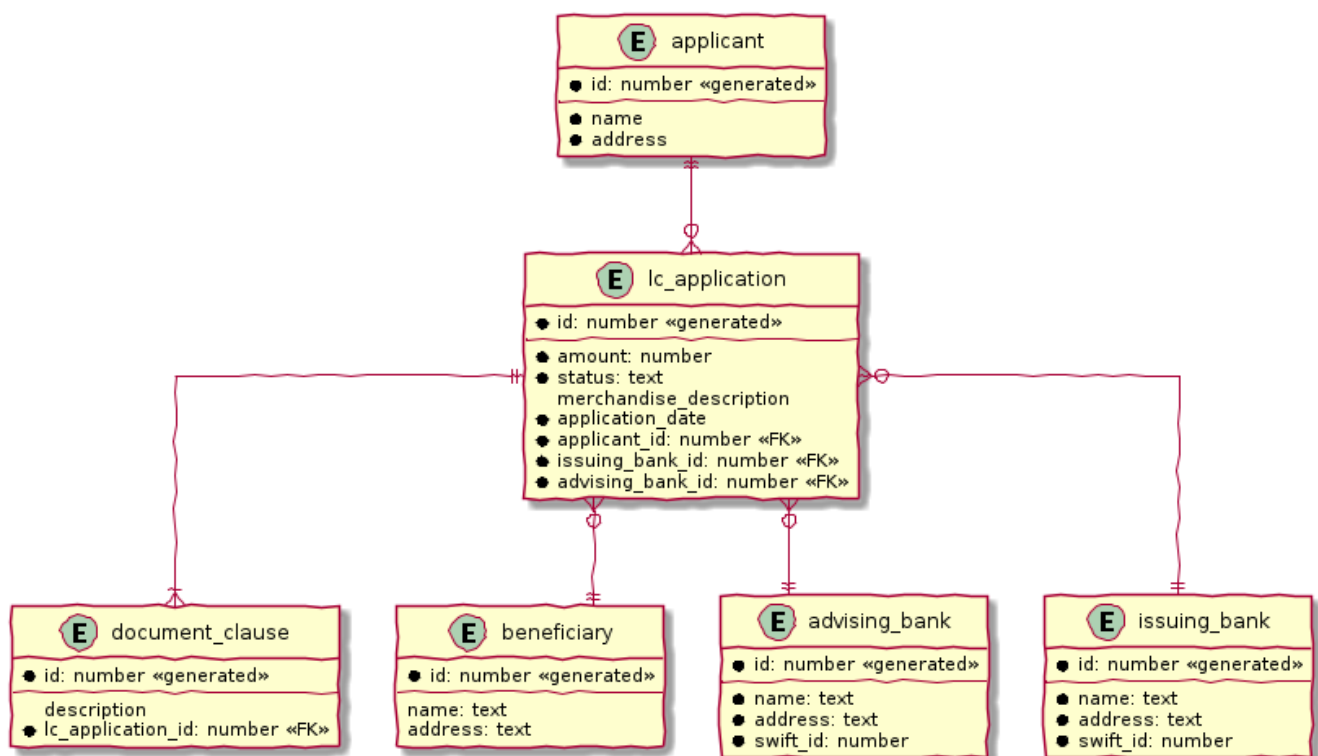 E applicant
● id: number «generated»
● name
● address
E lc_application
● id: number «generated»
● amount: number
● status: text
merchandise_description
● application_date
● applicant_id: number «FK»
● issuing_bank_id: number «FK»
● advising_bank_id: number «FK»
E document_clause
● id: number «generated»
description
● lc_application_id: number «FK»
E beneficiary
● id: number «generated»
name: text
address: text
E advising_bank
● id: number «generated»
● name: text
● address: text
● swift_id: number
E issuing_bank
● id: number «generated»
● name: text
● address: text
● swift_id: number